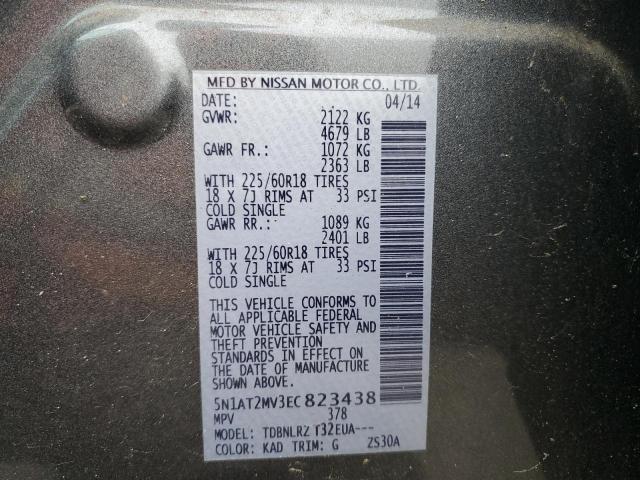 MFD BY NISSAN MOTOR CO., LTD.
DATE: 04/14
GVWR: 2122 KG
4679 LB
GAWR FR.: 1072 KG
2363 LB
WITH 225/60R18 TIRES
18 X 7J RIMS AT 33 PSI
COLD SINGLE
GAWR RR.: 1089 KG
2401 LB
WITH 225/60R18 TIRES
18 X 7J RIMS AT 33 PSI
COLD SINGLE
THIS VEHICLE CONFORMS TO
ALL APPLICABLE FEDERAL
MOTOR VEHICLE SAFETY AND
THEFT PREVENTION
STANDARDS IN EFFECT ON
THE DATE OF MANUFACTURE
SHOWN ABOVE.
5N1AT2MV3EC823438
MPV 378
MODEL: TDBNLRZ T32EUA---
COLOR: KAD TRIM: G ZS30A